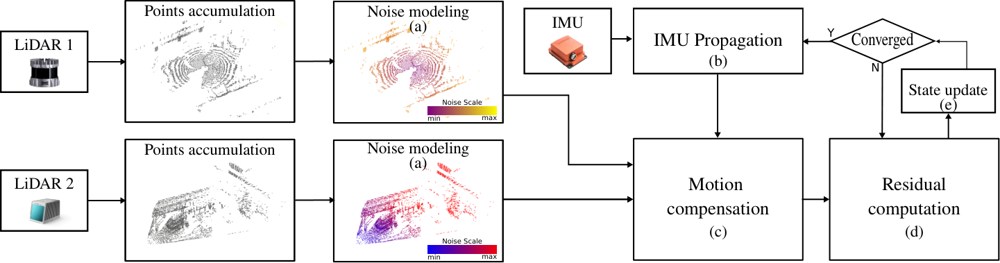 LiDAR 1
Points accumulation
Noise modeling
(a)
Noise Scale
min max
IMU
IMU Propagation
(b)
Y
Converged
N
State update
(e)
LiDAR 2
Points accumulation
Noise modeling
(a)
Noise Scale
min max
Motion
compensation
(c)
Residual
computation
(d)